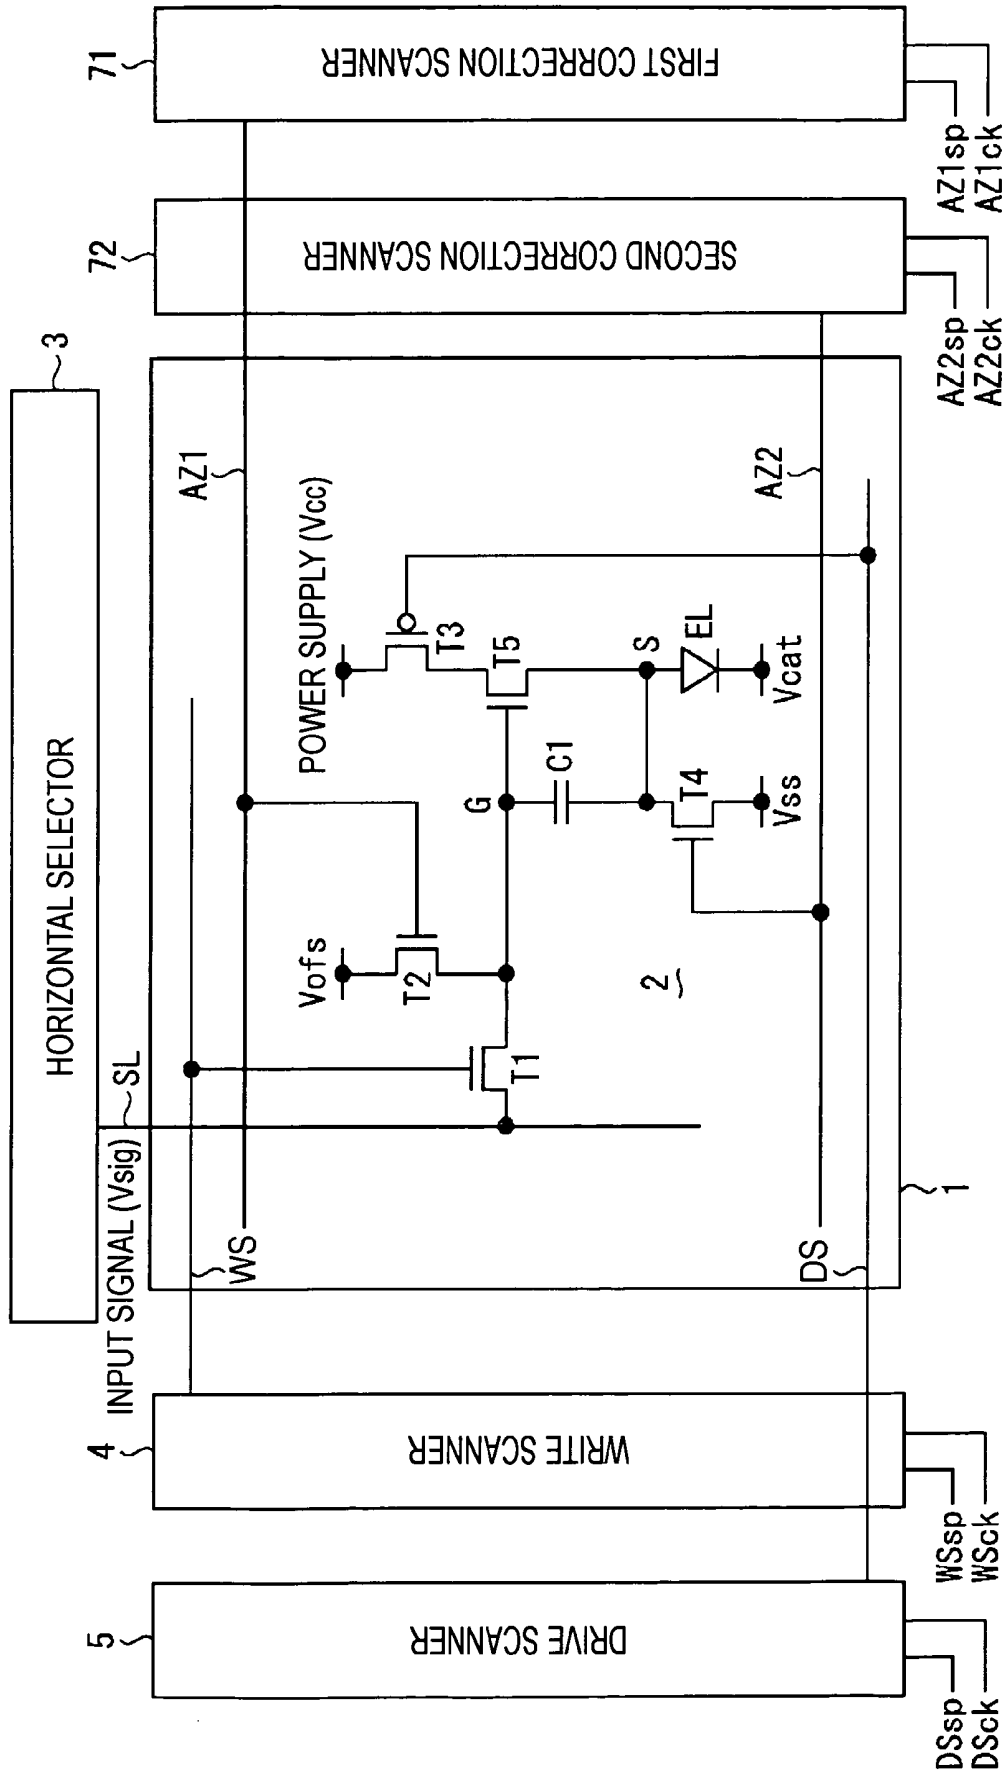 HORIZONTAL SELECTOR
3
5
4
72
71
DRIVE SCANNER
WRITE SCANNER
SECOND CORRECTION SCANNER
FIRST CORRECTION SCANNER
INPUT SIGNAL (Vsig)
SL
WS
AZ1
Vofs
POWER SUPPLY (Vcc)
T1
T2
T3
G
T5
C1
S
T4
EL
2
Vss
Vcat
DS
AZ2
1
DSsp
DSck
WSsp
WSck
AZ2sp
AZ2ck
AZ1sp
AZ1ck